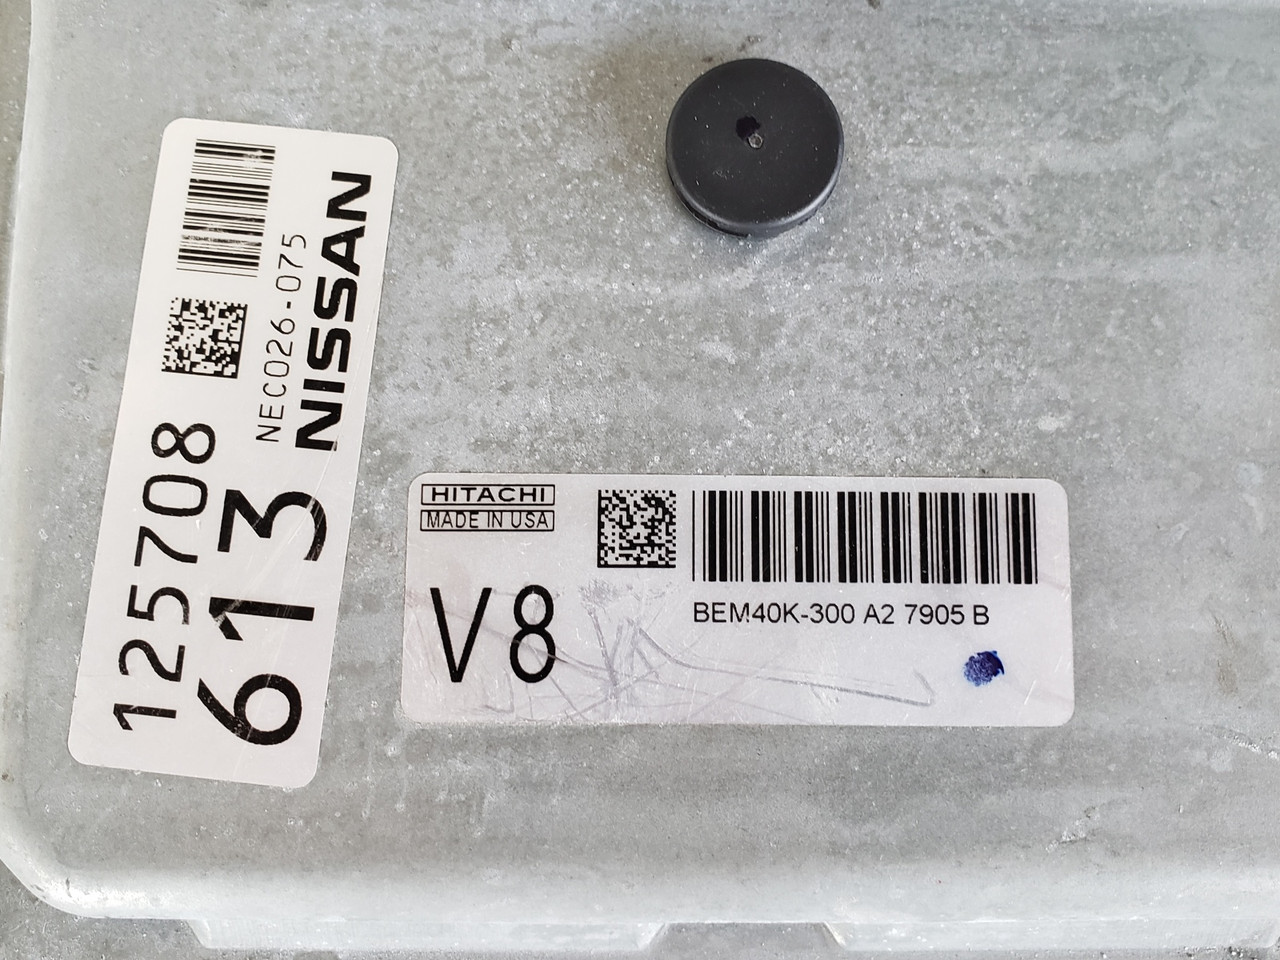 NISSAN
NEC026-075
613
125708
HITACHI
MADE IN USA
V8
BEM40K-300 A2 7905 B